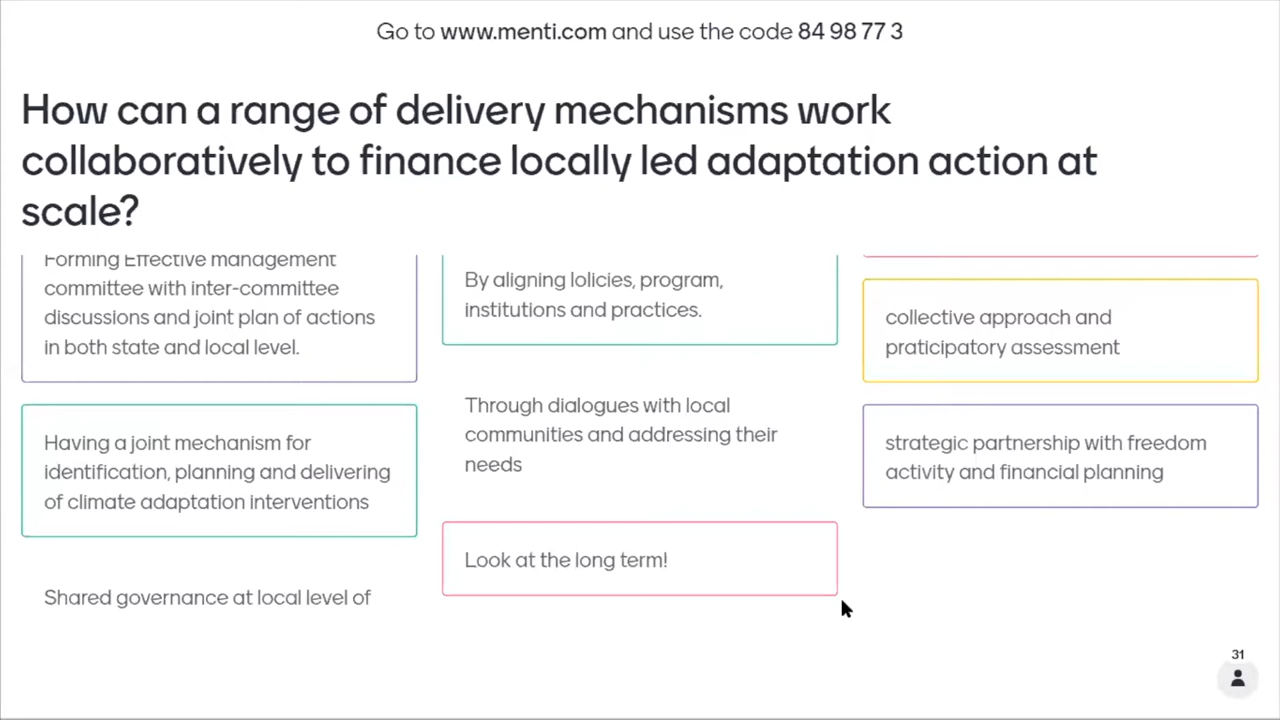 Go to www.menti.com and use the code 84 98 77 3
How can a range of delivery mechanisms work
collaboratively to finance locally led adaptation action at
scale?
Forming Effective management
committee with inter-committee
discussions and joint plan of actions
in both state and local level.
Having a joint mechanism for
identification, planning and delivering
of climate adaptation interventions
Shared governance at local level of
By aligning lolicies, program,
institutions and practices.
Through dialogues with local
communities and addressing their
needs
Look at the long term!
collective approach and
praticipatory assessment
strategic partnership with freedom
activity and financial planning
31